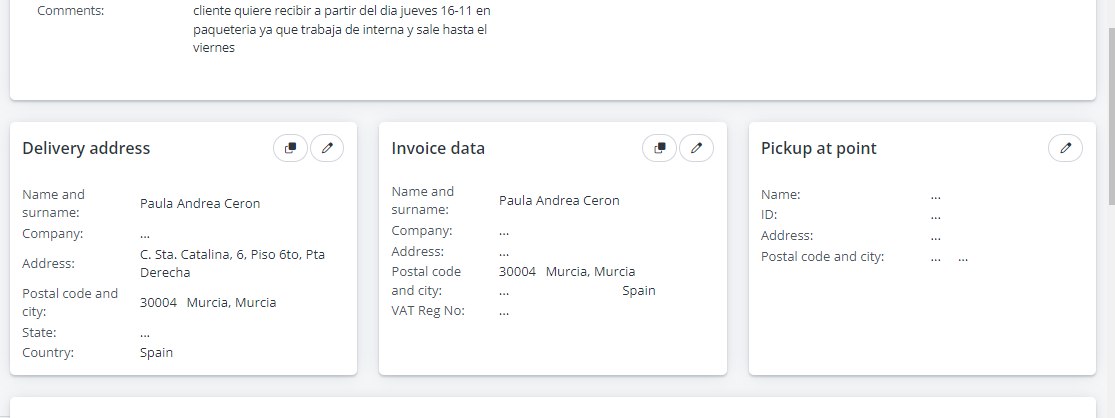 Comments:
cliente quiere recibir a partir del dia jueves 16-11 en
paqueteria ya que trabaja de interna y sale hasta el
viernes
Delivery address
Name and
surname:
Paula Andrea Ceron
Company:
...
Address:
C. Sta. Catalina, 6, Piso 6to, Pta
Derecha
Postal code and
city:
30004 Murcia, Murcia
State:
...
Country:
Spain
Invoice data
Name and
surname:
Paula Andrea Ceron
Company:
...
Address:
...
Postal code
and city:
30004 Murcia, Murcia
... Spain
VAT Reg No:
...
Pickup at point
Name:
...
ID:
...
Address:
...
Postal code and city:
... ...